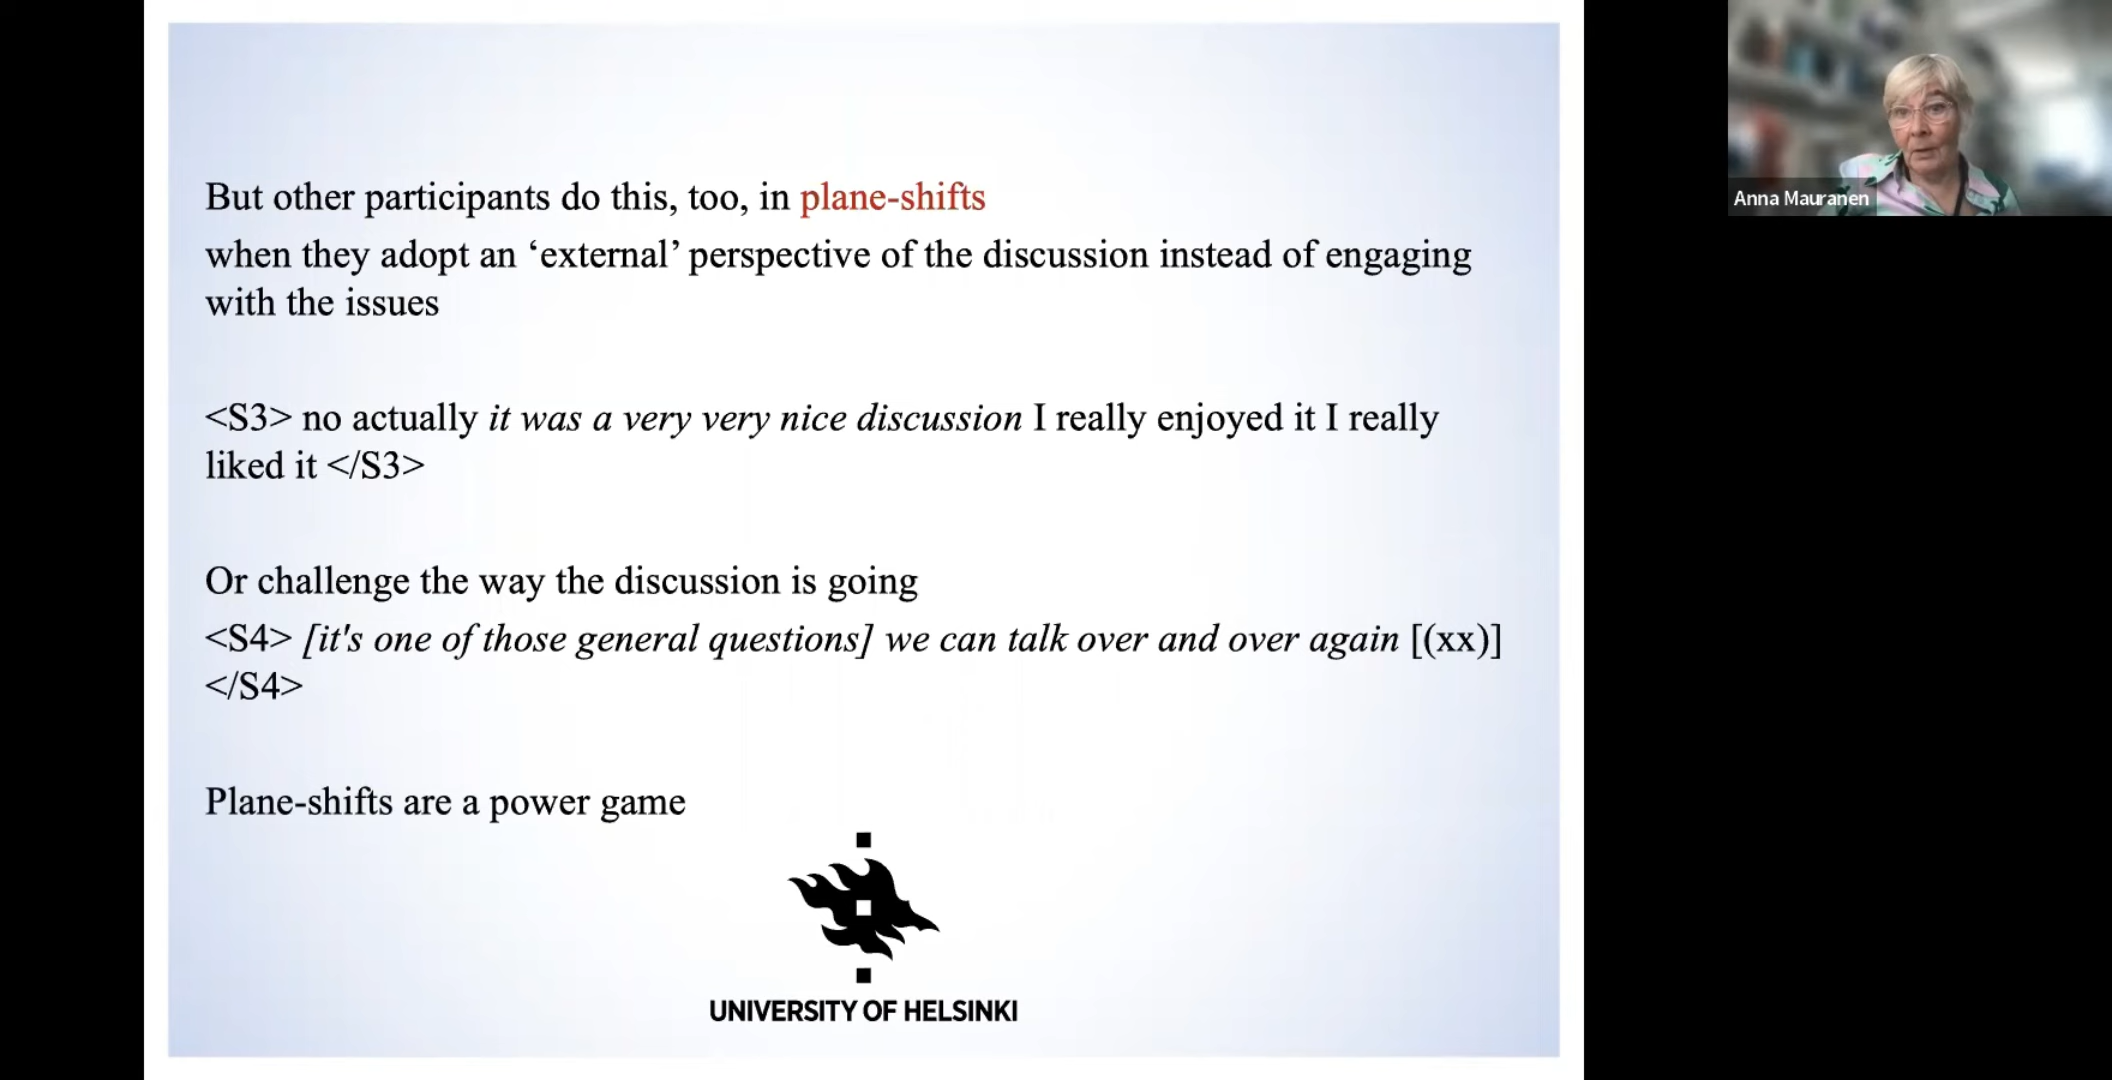 But other participants do this, too, in plane-shifts
when they adopt an ‘external’ perspective of the discussion instead of engaging
with the issues
<S3> no actually it was a very very nice discussion I really enjoyed it I really
liked it </S3>
Or challenge the way the discussion is going
<S4> [it's one of those general questions] we can talk over and over again [(xx)]
</S4>
Plane-shifts are a power game
UNIVERSITY OF HELSINKI
Anna Mauranen